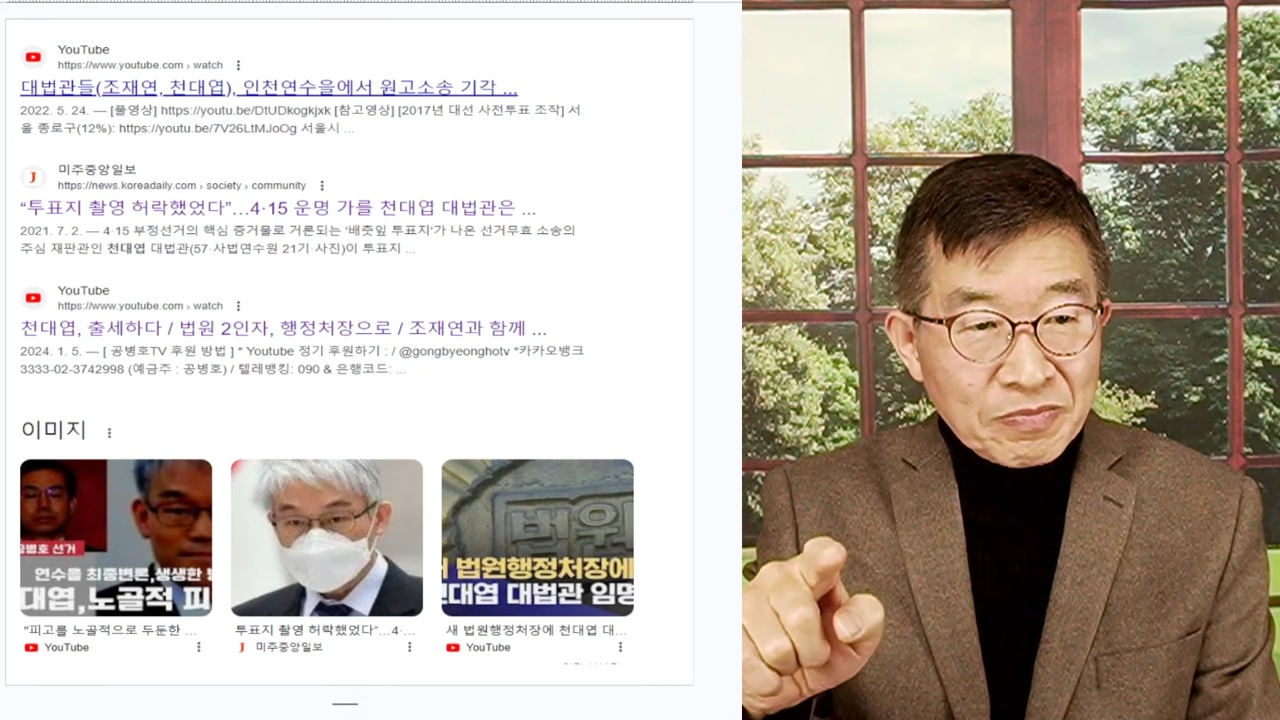 YouTube
https://www.youtube.com › watch
대법관들(조재연, 천대엽), 인천연수을에서 원고소송 기각 ...
2022. 5. 24. — [풀영상] https://youtu.be/DtUDkogkjxk [참고영상] [2017년 대선 사전투표 조작] 서
울 종로구(12%): https://youtu.be/7V26LtMJoOg 서울시 ...
미주중앙일보
https://news.koreadaily.com › society › community
“투표지 촬영 허락했었다”...4·15 운명 가를 천대엽 대법관은 ...
2021. 7. 2. — 4·15 부정선거의 핵심 증거물로 거론되는 '배춧잎 투표지'가 나온 선거무효 소송의
주심 재판관인 천대엽 대법관(57·사법연수원 21기·사진)이 투표지 ...
YouTube
https://www.youtube.com › watch
천대엽, 출세하다 / 법원 2인자, 행정처장으로 / 조재연과 함께 ...
2024. 1. 5. — [ 공병호TV 후원 방법 ] * Youtube 정기 후원하기 : / @gongbyeonghotv *카카오뱅크
3333-02-3742998 (예금주 : 공병호) / 텔레뱅킹: 090 & 은행코드: ...
이미지
공병호 선거
연수을 최종변론,생생한
대엽,노골적 피
법원
법원행정처장에
대엽 대법관 임명
"피고를 노골적으로 두둔한 ...
투표지 촬영 허락했었다”...4·...
새 법원행정처장에 천대엽 대...
YouTube
미주중앙일보
YouTube